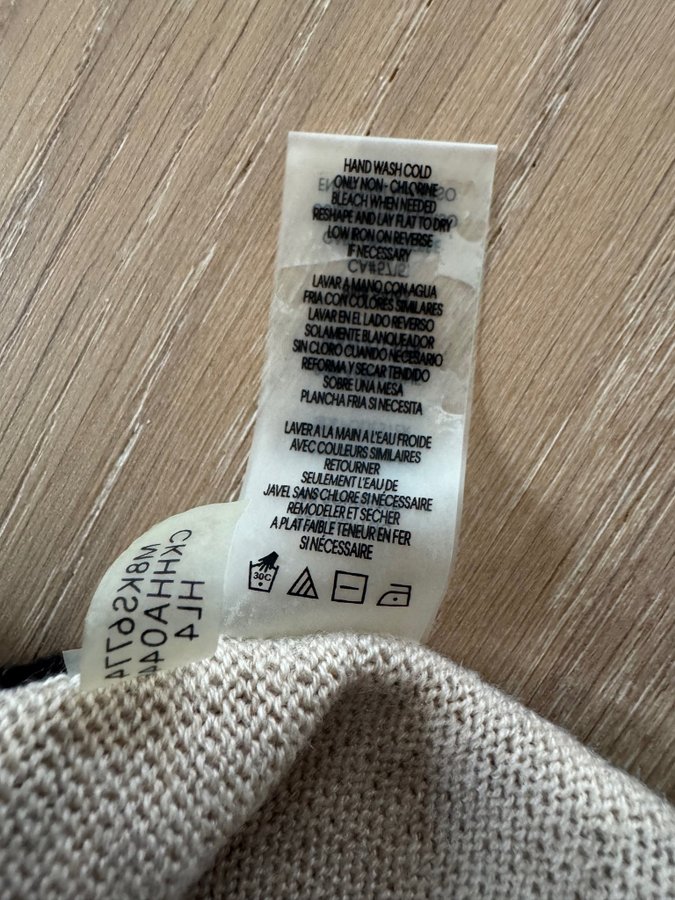 HAND WASH COLD
ONLY NON - CHLORINE
BLEACH WHEN NEEDED
RESHAPE AND LAY FLAT TO DRY
LOW IRON ON REVERSE
IF NECESSARY
LAVAR A MANO CON AGUA
FRIA CON COLORES SIMILARES
LAVAR EN EL LADO REVERSO
SOLAMENTE BLANQUEADOR
SIN CLORO CUANDO NECESARIO
REFORMA Y SECAR TENDIDO
SOBRE UNA MESA
PLANCHA FRIA SI NECESITA
LAVER A LA MAIN A L'EAU FROIDE
AVEC COULEURS SIMILAIRES
RETOURNER
SEULEMENT L'EAU DE
JAVEL SANS CHLORE SI NÉCESSAIRE
REMODELER ET SECHER
A PLAT FAIBLE TENEUR EN FER
SI NÉCESSAIRE
30C
HL4
CKHHA044
M8KS6774